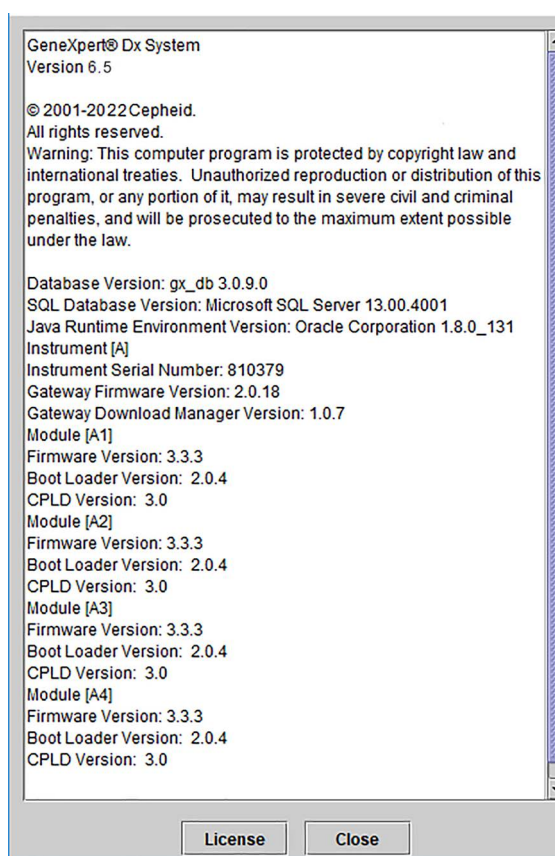 GeneXpert® Dx System
Version 6.5
© 2001-2022 Cepheid.
All rights reserved.
Warning: This computer program is protected by copyright law and
international treaties.  Unauthorized reproduction or distribution of this
program, or any portion of it, may result in severe civil and criminal
penalties, and will be prosecuted to the maximum extent possible
under the law.
Database Version: gx_db 3.0.9.0
SQL Database Version: Microsoft SQL Server 13.00.4001
Java Runtime Environment Version: Oracle Corporation 1.8.0_131
Instrument [A]
Instrument Serial Number: 810379
Gateway Firmware Version: 2.0.18
Gateway Download Manager Version: 1.0.7
Module [A1]
Firmware Version: 3.3.3
Boot Loader Version:  2.0.4
CPLD Version:  3.0
Module [A2]
Firmware Version: 3.3.3
Boot Loader Version:  2.0.4
CPLD Version:  3.0
Module [A3]
Firmware Version: 3.3.3
Boot Loader Version:  2.0.4
CPLD Version:  3.0
Module [A4]
Firmware Version: 3.3.3
Boot Loader Version:  2.0.4
CPLD Version:  3.0
License
Close